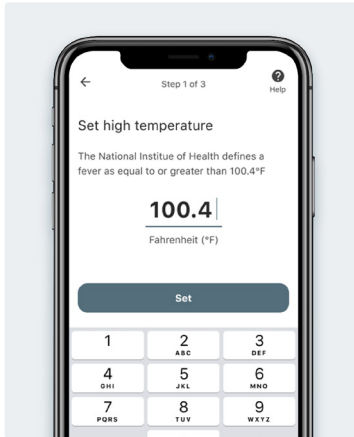 Step 1 of 3
Help
Set high temperature
The National Institue of Health defines a
fever as equal to or greater than 100.4°F
100.4
Fahrenheit (°F)
Set
1
2
ABC
3
DEF
4
GHI
5
JKL
6
MNO
7
PQRS
8
TUV
9
WXYZ